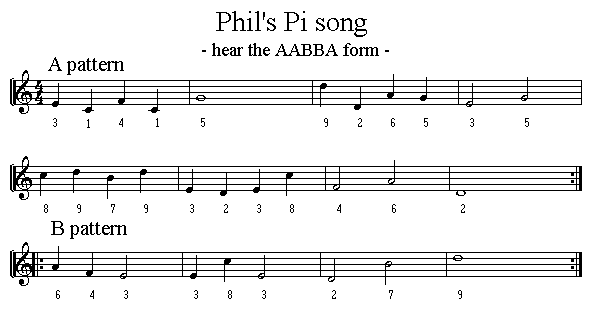 Phil's Pi song
- hear the AABBA form -
A pattern
4
4
3 1 4 1 5 9 2 6 5 3 5
8 9 7 9 3 2 3 8 4 6 2
B pattern
6 4 3 3 8 3 2 7 9